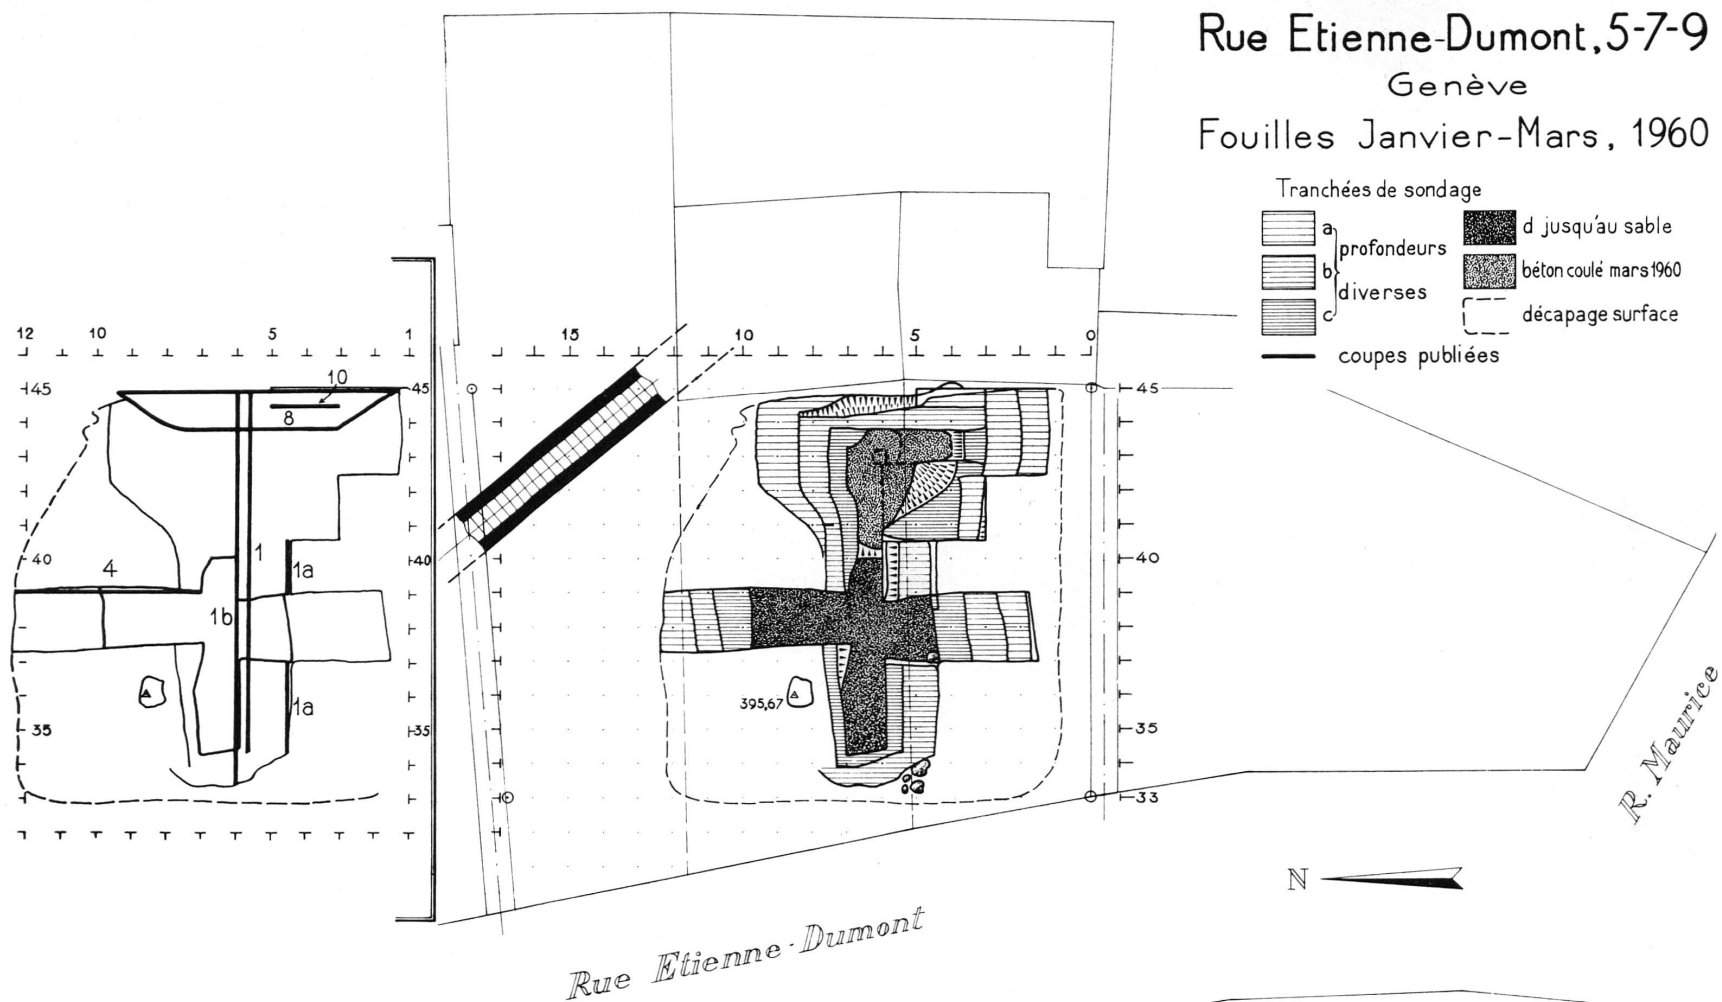 Rue Etienne-Dumont, 5-7-9
Genève
Fouilles Janvier-Mars, 1960
Tranchées de sondage
a
b
c
profondeurs
diverses
d jusqu'au sable
béton coulé mars 1960
décapage surface
coupes publiées
12 10 5 1
15 10 5 0
45
10
8
45
45
40
4
1
1a
40
40
1b
1a
35
35
395,67
35
33
R. Maurice
N
Rue Etienne-Dumont